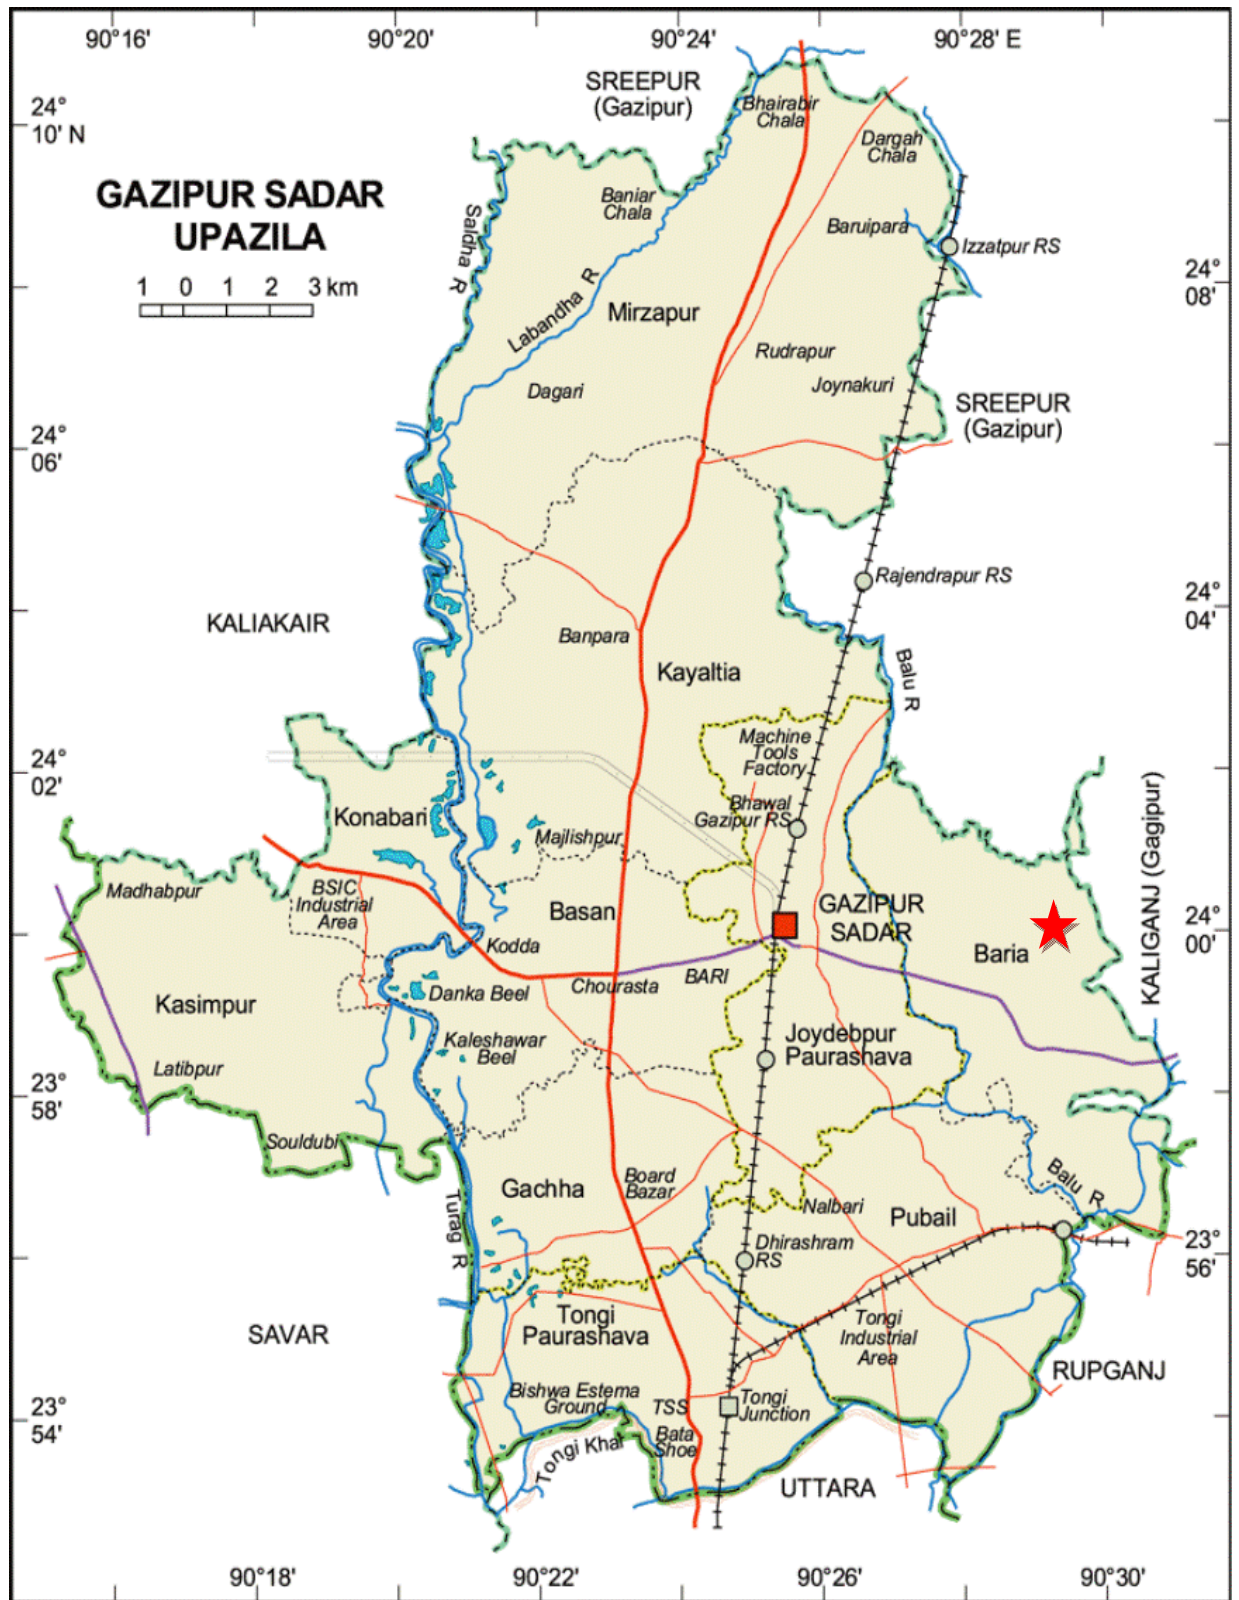 90°16'
90°20'
90°24'
90°28' E
SREEPUR
(Gazipur)
24°
10' N
Bhairabir
Chala
Dargah
Chala
GAZIPUR SADAR
UPAZILA
Baniar
Chala
Saldha R
Baruipara
Izzatpur RS
24°
08'
1 0 1 2 3 km
Labandha R
Mirzapur
Rudrapur
Joynakuri
Dagari
SREEPUR
(Gazipur)
24°
06'
Rajendrapur RS
24°
04'
KALIAKAIR
Banpara
Kayaltia
Balu R
24°
02'
Machine
Tools
Factory
Bhawal
Gazipur RS
Konabari
Majlishpur
KALIGANJ (Gagipur)
Madhabpur
BSIC
Industrial
Area
Basan
GAZIPUR
SADAR
24°
00'
Kodda
Baria
Chourasta
BARI
Danka Beel
Kasimpur
Kaleshawar
Beel
Joydebpur
Paurashava
Latibpur
23°
58'
Souldubi
Board
Bazar
Gachha
Balu R
Nalbari
Pubail
Turag R
Dhirashram
RS
23°
56'
SAVAR
Tongi
Paurashava
Tongi
Industrial
Area
RUPGANJ
Bishwa Estema
Ground
TSS
Tongi
Junction
23°
54'
Bata
Shoe
Tongi Khal
UTTARA
90°18'
90°22'
90°26'
90°30'